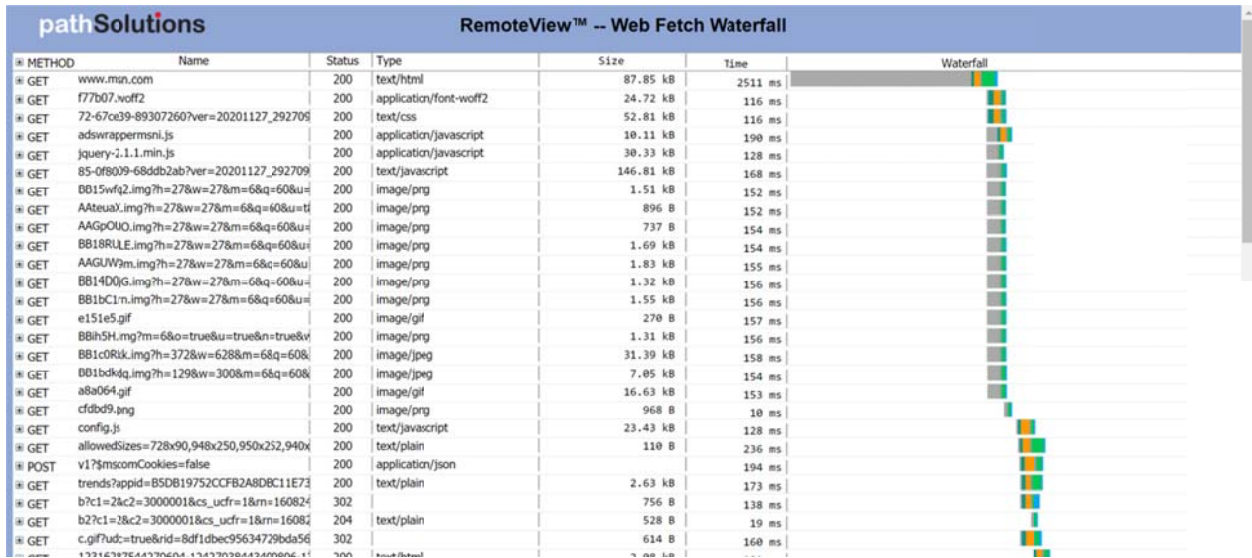 pathSolutions
RemoteView™ -- Web Fetch Waterfall
METHOD Name Status Type Size Time Waterfall
GET www.msn.com 200 text/html 87.85 kB 2511 ms
GET f77b07.woff2 200 application/font-woff2 24.72 kB 116 ms
GET 72-67ce39-89307260?ver=20201127_292709 200 text/css 52.81 kB 116 ms
GET adswrappermsni.js 200 application/javascript 10.11 kB 190 ms
GET jquery-2.1.1.min.js 200 application/javascript 30.33 kB 128 ms
GET 85-0f8009-68ddb2ab?ver=20201127_292709 200 text/javascript 146.81 kB 168 ms
GET BB15wfq2.img?h=27&w=27&m=6&q=60&u= 200 image/png 1.51 kB 152 ms
GET AAteuaX.img?h=27&w=27&m=6&q=60&u=t 200 image/png 896 B 152 ms
GET AAGpOUO.img?h=27&w=27&m=6&q=60&u= 200 image/png 737 B 154 ms
GET BB18RULE.img?h=27&w=27&m=6&q=60&u= 200 image/png 1.69 kB 154 ms
GET AAGUW9m.img?h=27&w=27&m=6&q=60&u 200 image/png 1.83 kB 155 ms
GET BB14D0jG.img?h=27&w=27&m=6&q=60&u= 200 image/png 1.32 kB 156 ms
GET BB1bC1rn.img?h=27&w=27&m=6&q=60&u= 200 image/png 1.55 kB 156 ms
GET e151e5.gif 200 image/gif 270 B 157 ms
GET BBih5H.img?m=6&o=true&u=true&n=true&w 200 image/png 1.31 kB 156 ms
GET 200 image/jpeg 31.39 kB 158 ms
GET 200 image/jpeg 7.05 kB 154 ms
GET a8a064.gif 200 image/gif 16.63 kB 153 ms
GET cfdbd9.png 200 image/png 968 B 10 ms
GET config.js 200 text/javascript 23.43 kB 128 ms
GET allowedSizes=728x90,948x250,950x252,940x 200 text/plain 110 B 236 ms
POST v1?$mscomCookies=false 200 application/json 194 ms
GET trends?appid=B5DB19752CCFB2A8DBC11E73 200 text/plain 2.63 kB 173 ms
GET b?c1=2&c2=3000001&cs_ucfr=1&rn=160824 302 756 B 138 ms
GET b2?c1=2&c2=3000001&cs_ucfr=1&rn=16082 204 text/plain 528 B 19 ms
GET c.gif?udc=true&rid=8df1dbec95634729bda56 302 614 B 160 ms
200 text/html 2.98 kB